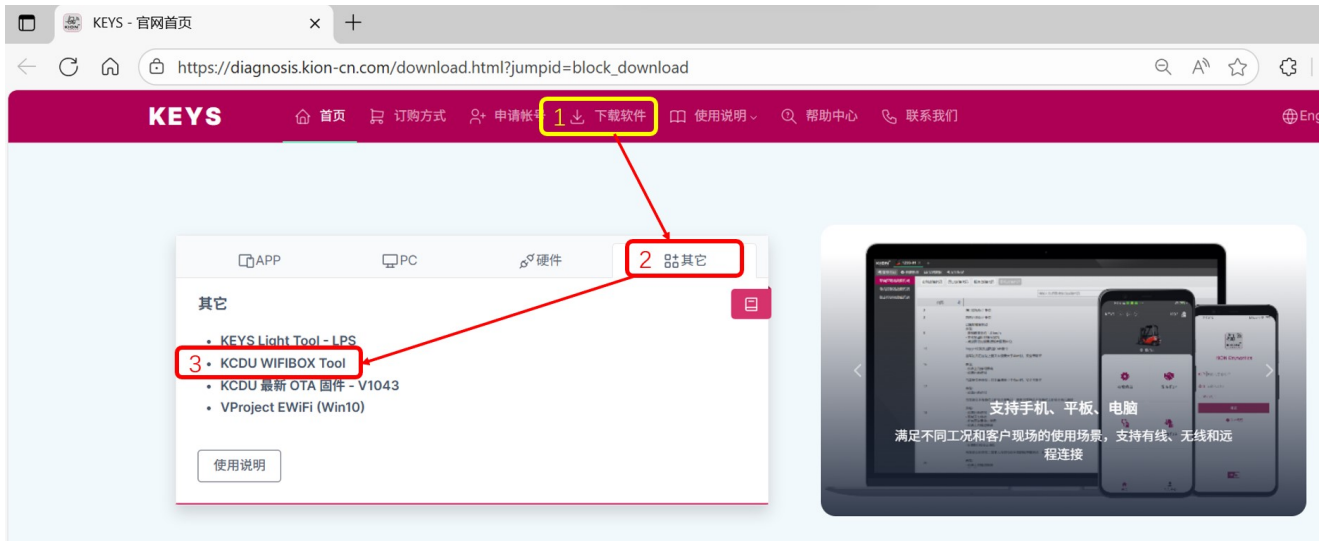 KEYS - 官网首页
https://diagnosis.kion-cn.com/download.html?jumpid=block_download
KEYS 首页 订购方式 申请帐号 1 下载软件 使用说明 帮助中心 联系我们 Eng
APP PC 硬件 2 其它
其它
• KEYS Light Tool - LPS
3 • KCDU WIFIBOX Tool
• KCDU 最新 OTA 固件 - V1043
• VProject EWiFi (Win10)
使用说明
支持手机、平板、电脑
满足不同工况和客户现场的使用场景，支持有线、无线和远
程连接